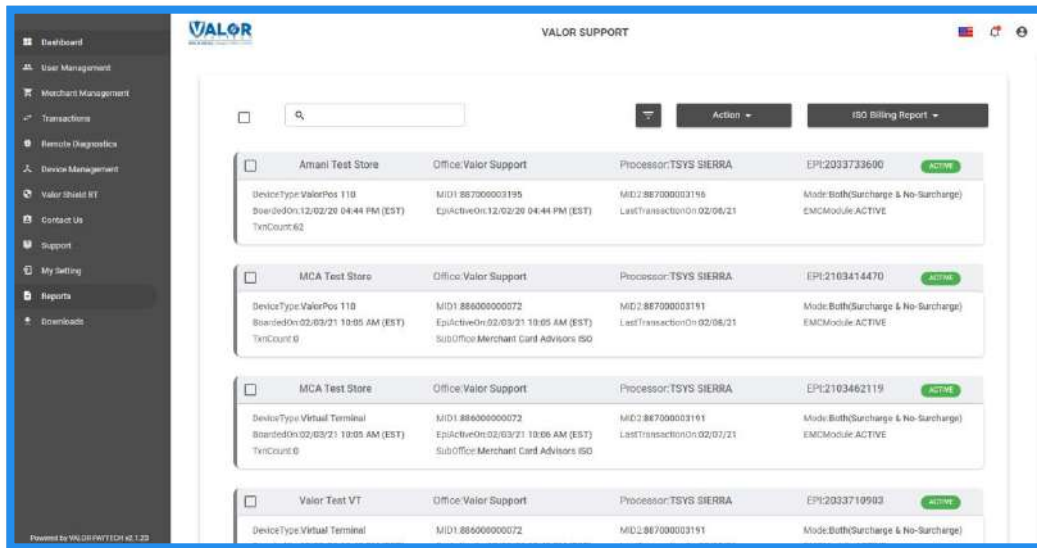 Dashboard
User Management
Merchant Management
Transactions
Remote Diagnostics
Device Management
Valor Shield RT
Contact Us
Support
My Setting
Reports
Downloads
Powered by VALOR PAYTECH v2.1.23
VALOR
VALOR SUPPORT
Action
ISO Billing Report
Amani Test Store Office:Valor Support Processor:TSYS SIERRA EPI:2033733600 ACTIVE
DeviceType:ValorPos 110 MID1:887000003195 MID2:887000003196 Mode:Both(Surcharge & No-Surcharge)
BoardedOn:12/02/20 04:44 PM (EST) EpiActiveOn:12/02/20 04:44 PM (EST) LastTransactionOn:02/08/21 EMCModule:ACTIVE
TxnCount:62
MCA Test Store Office:Valor Support Processor:TSYS SIERRA EPI:2103414470 ACTIVE
DeviceType:ValorPos 110 MID1:886000000072 MID2:887000003191 Mode:Both(Surcharge & No-Surcharge)
BoardedOn:02/03/21 10:05 AM (EST) EpiActiveOn:02/03/21 10:05 AM (EST) LastTransactionOn:02/08/21 EMCModule:ACTIVE
TxnCount:0 SubOffice:Merchant Card Advisors ISO
MCA Test Store Office:Valor Support Processor:TSYS SIERRA EPI:2103462119 ACTIVE
DeviceType:Virtual Terminal MID1:886000000072 MID2:887000003191 Mode:Both(Surcharge & No-Surcharge)
BoardedOn:02/03/21 10:05 AM (EST) EpiActiveOn:02/03/21 10:06 AM (EST) LastTransactionOn:02/07/21 EMCModule:ACTIVE
TxnCount:0 SubOffice:Merchant Card Advisors ISO
Valor Test VT Office:Valor Support Processor:TSYS SIERRA EPI:2033710903 ACTIVE
DeviceType:Virtual Terminal MID1:886000000072 MID2:887000003191 Mode:Both(Surcharge & No-Surcharge)